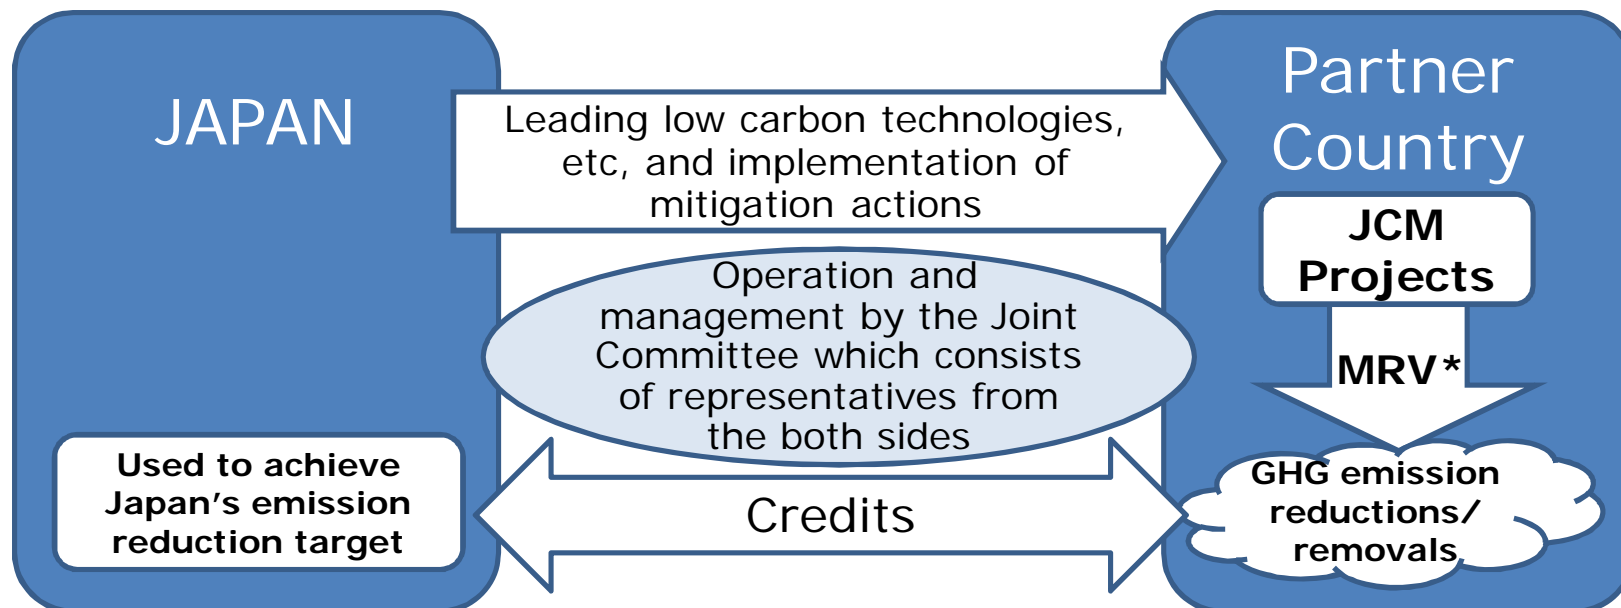 JAPAN
Leading low carbon technologies,
etc, and implementation of
mitigation actions
Partner
Country
JCM
Projects
Operation and
management by the Joint
Committee which consists
of representatives from
the both sides
MRV*
Used to achieve
Japan’s emission
reduction target
Credits
GHG emission
reductions/
removals